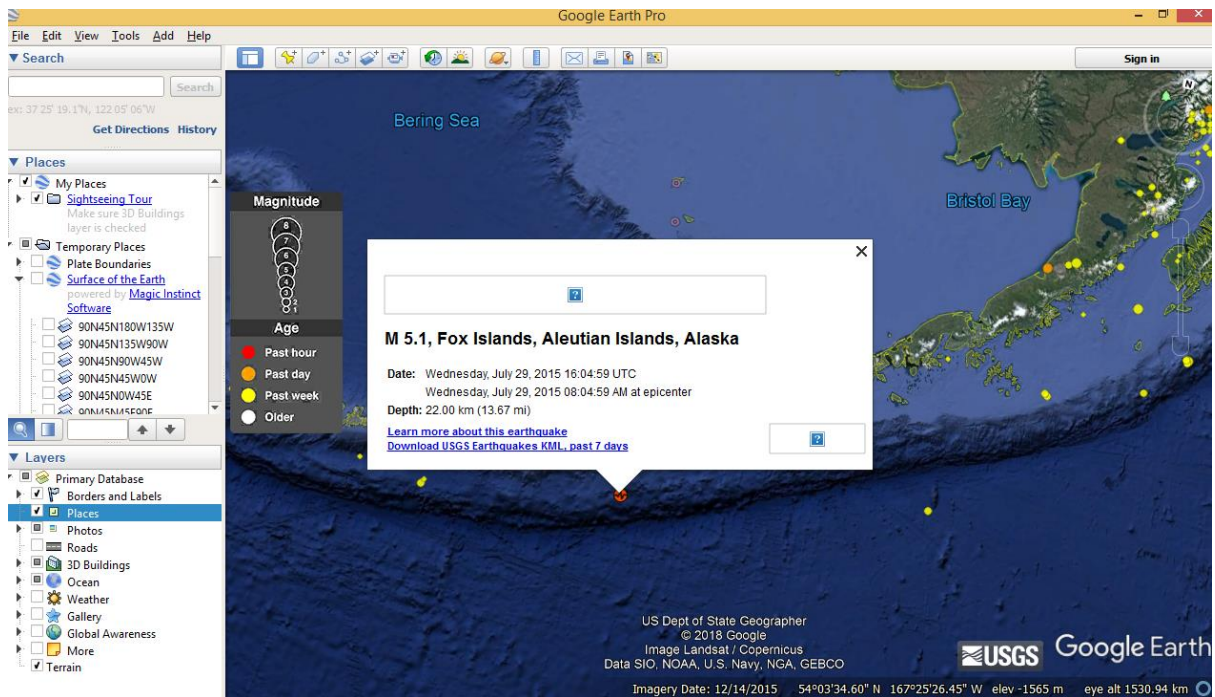 Google Earth Pro
File Edit View Tools Add Help
Search
Search
ex: 37 25' 19.1"N, 122 05' 06"W
Get Directions History
Places
My Places
Sightseeing Tour
Make sure 3D Buildings
layer is checked
Temporary Places
Plate Boundaries
Surface of the Earth
powered by Magic Instinct
Software
90N45N180W135W
90N45N135W90W
90N45N90W45W
90N45N45W0W
90N45N0W45E
90N45N45E90E
Layers
Primary Database
Borders and Labels
Places
Photos
Roads
3D Buildings
Ocean
Weather
Gallery
Global Awareness
More
Terrain
Sign in
N
Bering Sea
Bristol Bay
Magnitude
8
7
6
5
4
3
2
1
Age
Past hour
Past day
Past week
Older
M 5.1, Fox Islands, Aleutian Islands, Alaska
Date: Wednesday, July 29, 2015 16:04:59 UTC
Wednesday, July 29, 2015 08:04:59 AM at epicenter
Depth: 22.00 km (13.67 mi)
Learn more about this earthquake
Download USGS Earthquakes KML, past 7 days
US Dept of State Geographer
© 2018 Google
Image Landsat / Copernicus
Data SIO, NOAA, U.S. Navy, NGA, GEBCO
USGS
Google Earth
Imagery Date: 12/14/2015 54°03'34.60" N 167°25'26.45" W elev -1565 m eye alt 1530.94 km